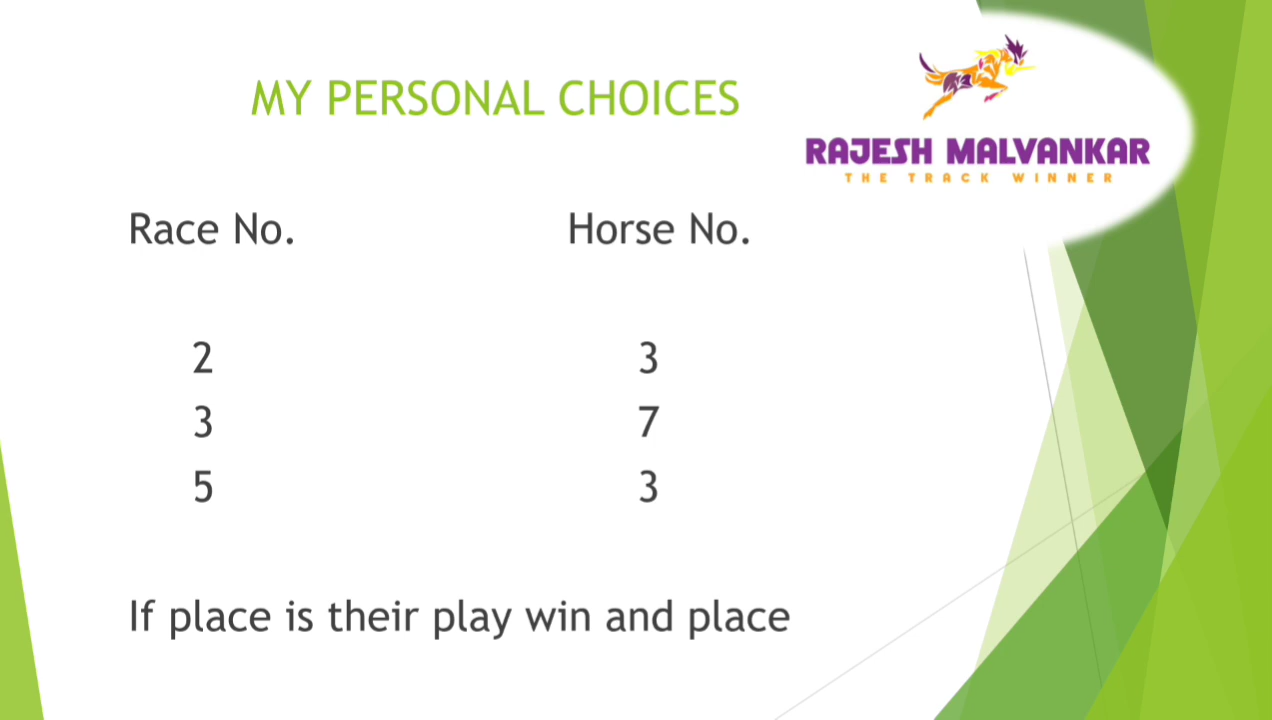 MY PERSONAL CHOICES
RAJESH MALVANKAR
THE TRACK WINNER
Race No. Horse No.
2 3
3 7
5 3
If place is their play win and place